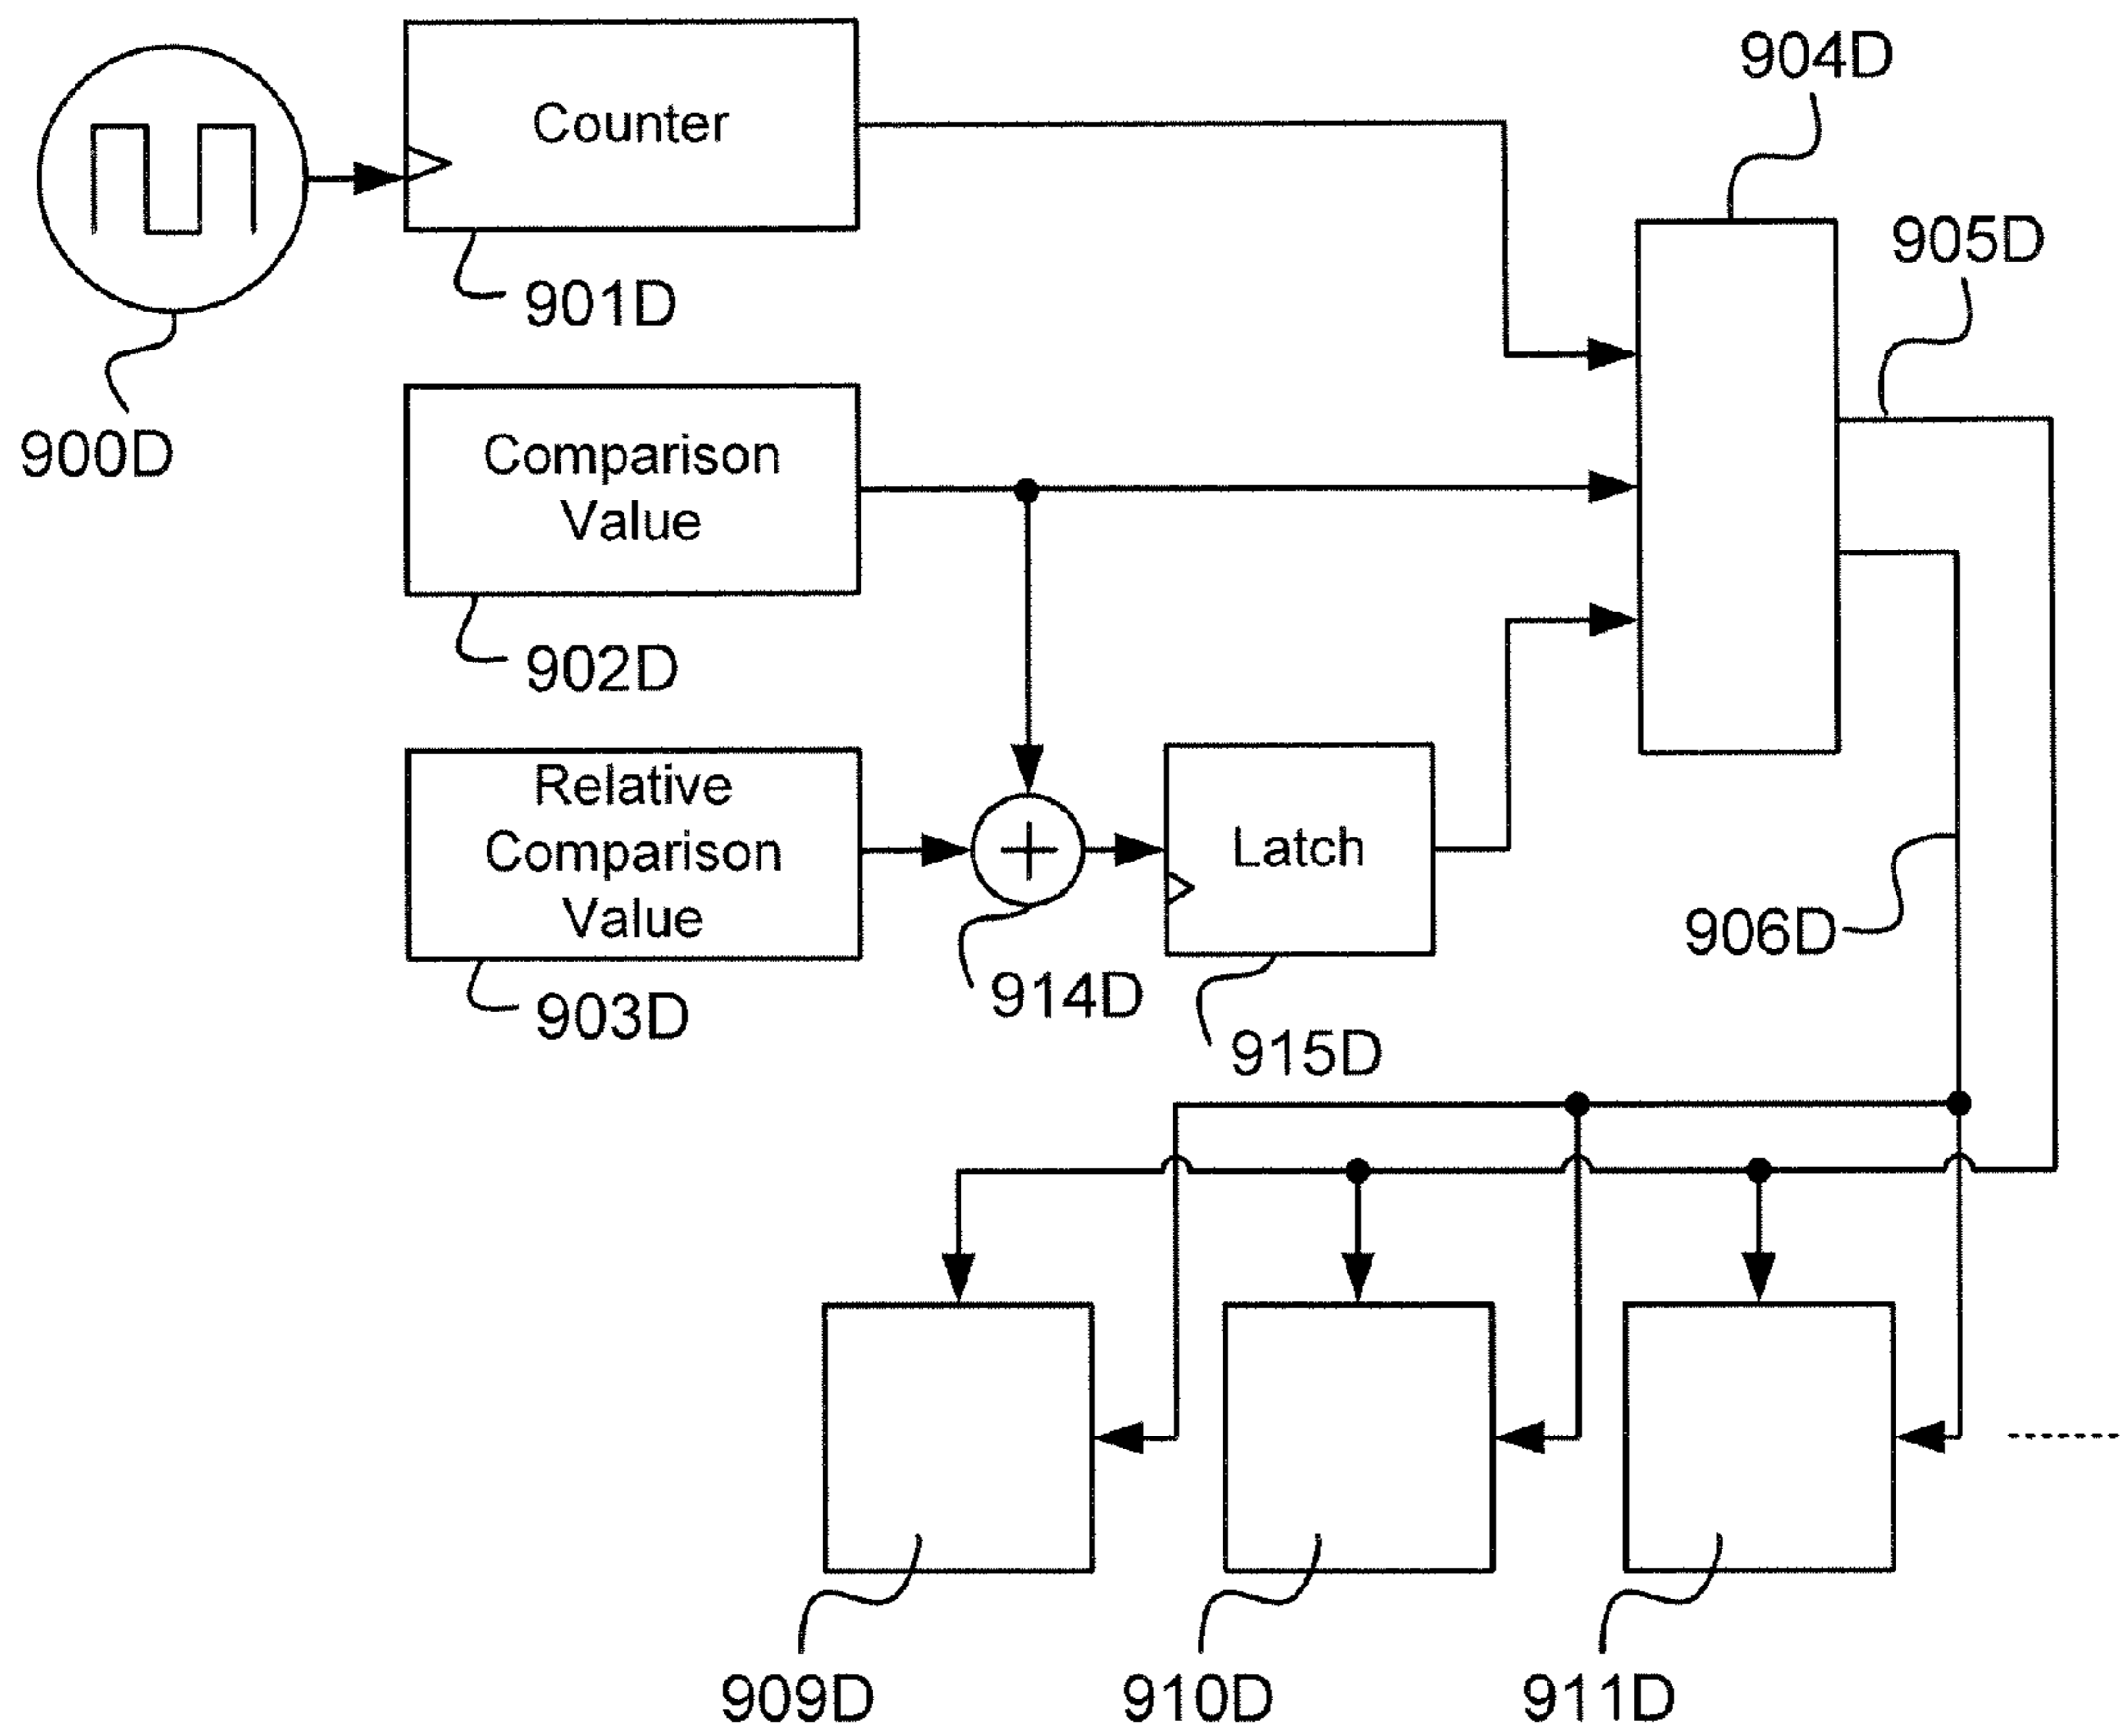 904D
Counter
905D
901D
900D
Comparison
Value
902D
Relative
Comparison
Value
Latch
906D
914D
903D
915D
909D
910D
911D